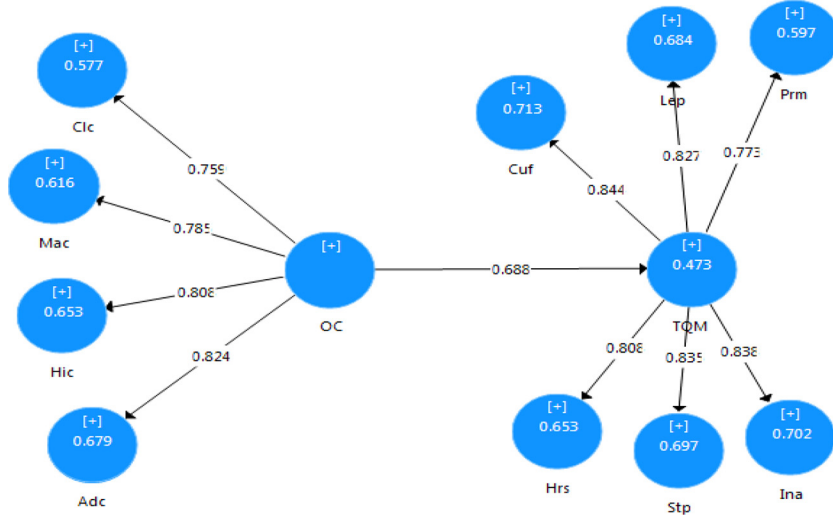 [+]
0.577
Clc
[+]
0.616
Mac
[+]
0.653
Hic
[+]
0.679
Adc
0.759
0.785
0.808
0.824
[+]
OC
0.688
[+]
0.713
Cuf
[+]
0.684
Lep
[+]
0.597
Prm
0.844
0.827
0.773
[+]
0.473
TQM
0.808
0.835
0.838
[+]
0.653
Hrs
[+]
0.697
Stp
[+]
0.702
Ina